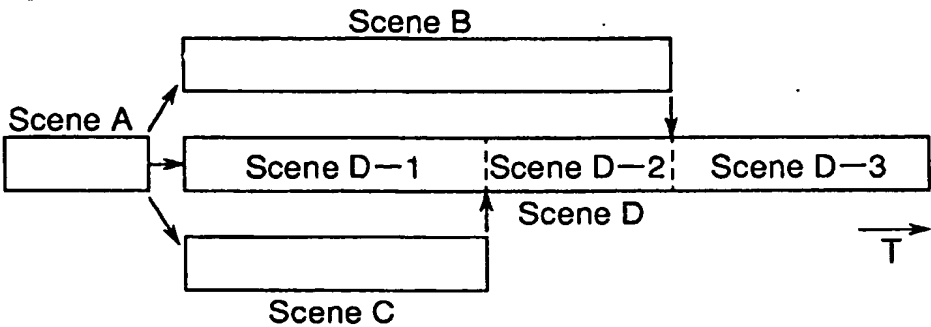 Scene B
Scene A
Scene D—1
Scene D—2
Scene D—3
Scene D
T
Scene C